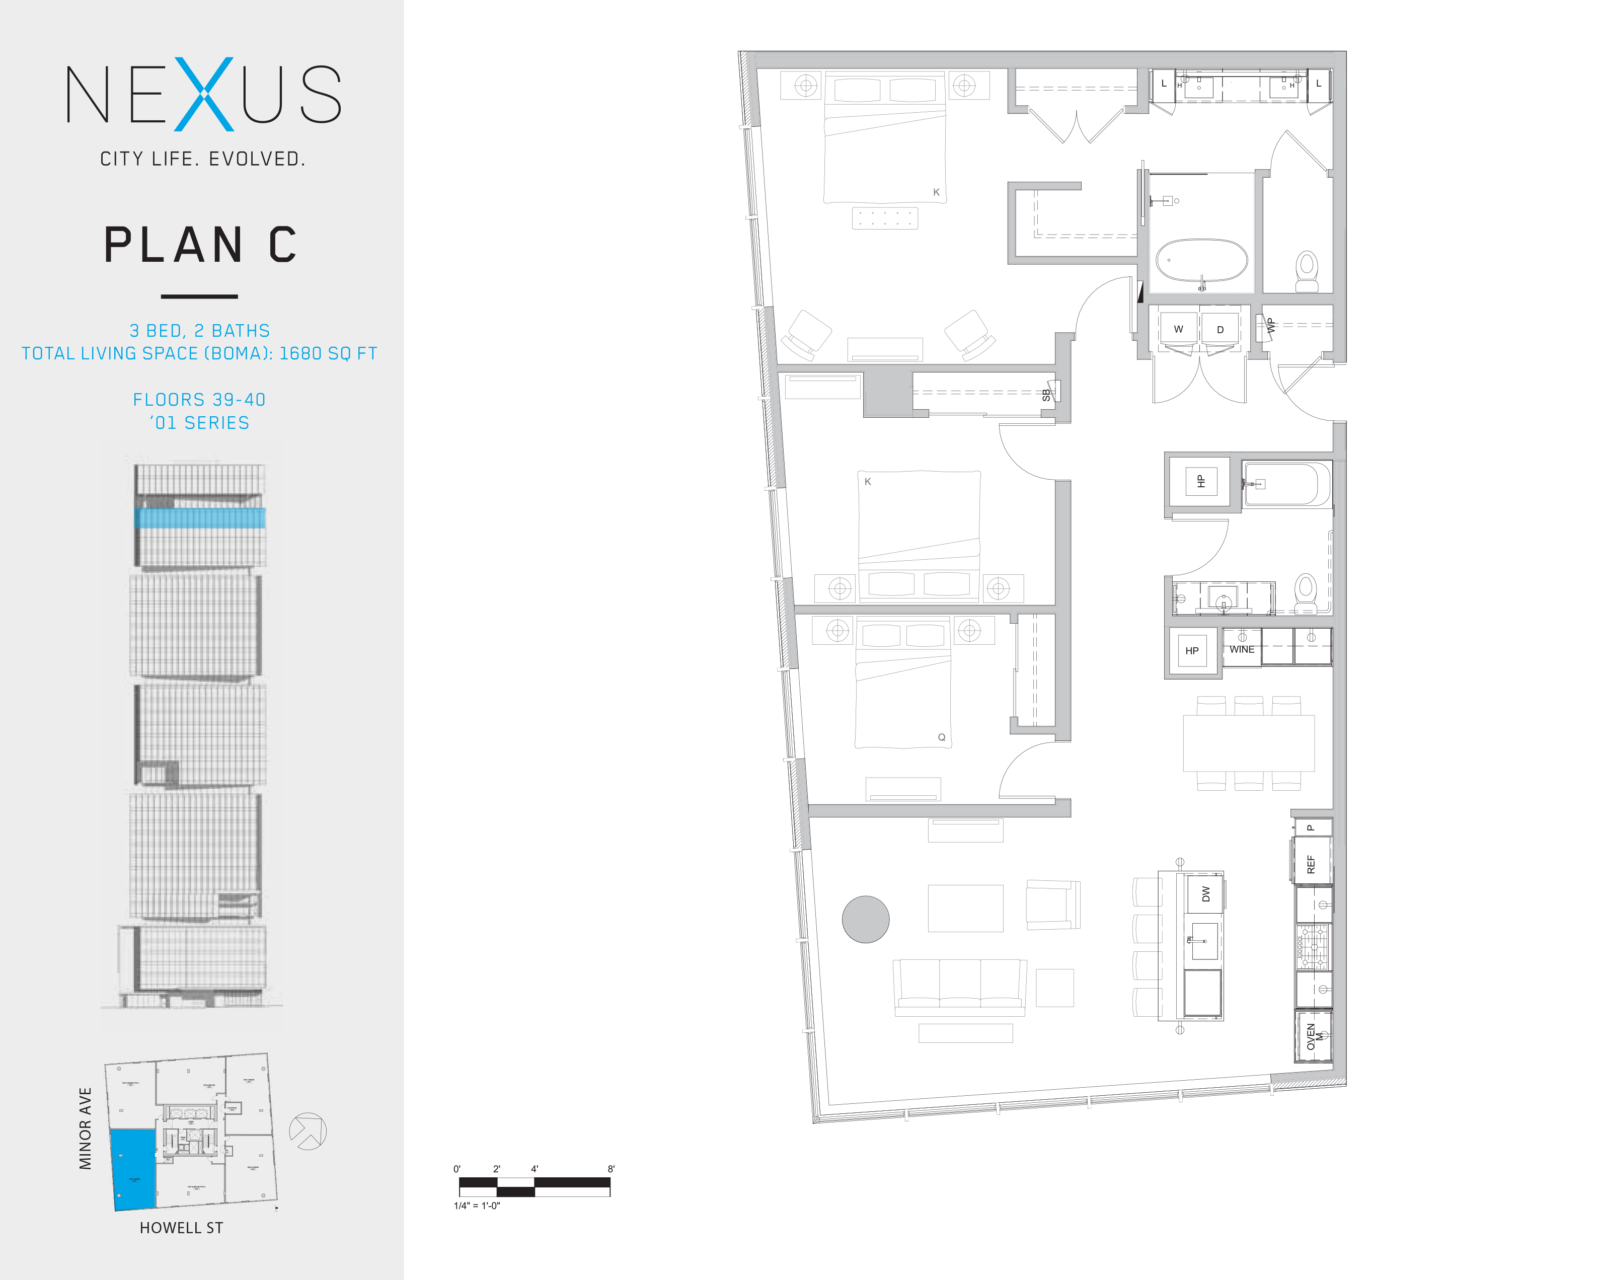 NEXUS
CITY LIFE. EVOLVED.
PLAN C
3 BED, 2 BATHS
TOTAL LIVING SPACE (BOMA): 1680 SQ FT
FLOORS 39-40
‘01 SERIES
MINOR AVE
HOWELL ST
L
H
H
L
K
W
D
WP
SB
K
HP
HP
WINE
Q
P
REF
DW
OVEN
M
0'
2'
4'
8'
1/4" = 1'-0"